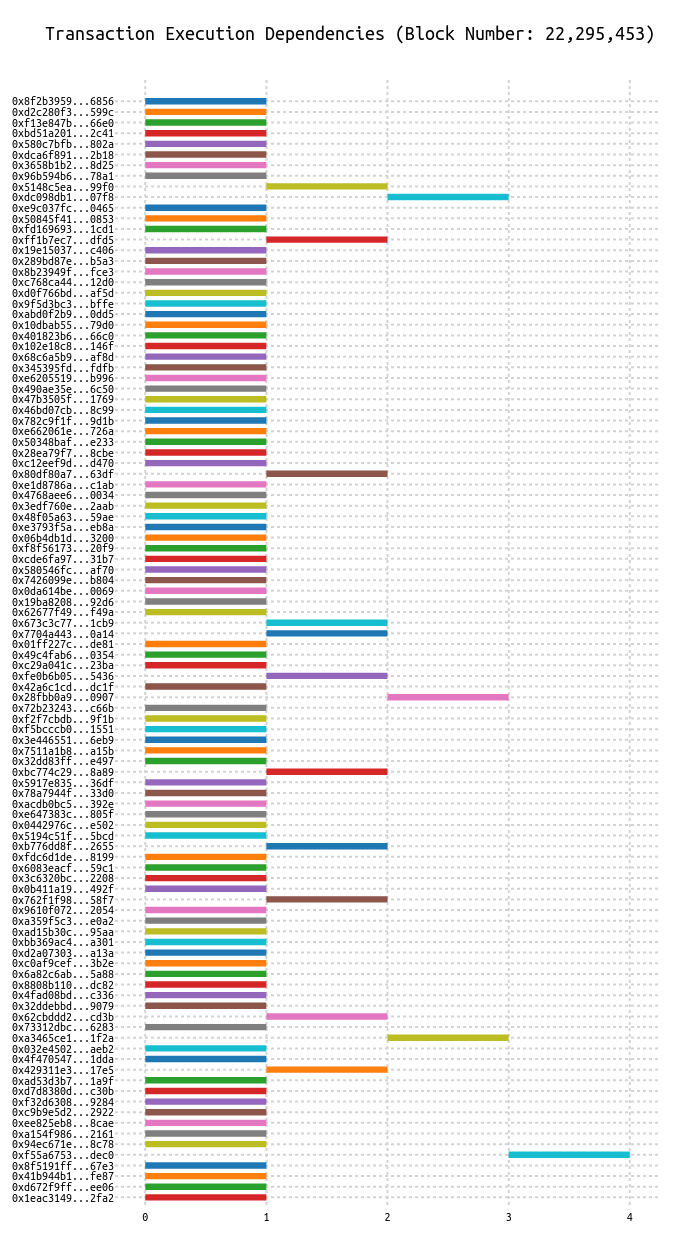 Transaction Execution Dependencies (Block Number: 22,295,453)
0x8f2b3959...6856
0xd2c280f3...599c
0xf13e847b...66e0
0xbd51a201...2c41
0x580c7bfb...802a
0xdca6f891...2b18
0x3658b1b2...8d25
0x96b594b6...78a1
0x5148c5ea...99f0
0xdc098db1...07f8
0xe9c037fc...0465
0x50845f41...0853
0xfd169693...1cd1
0xff1b7ec7...dfd5
0x19e15037...c406
0x289bd87e...b5a3
0x8b23949f...fce3
0xc768ca44...12d0
0xd0f766bd...af5d
0x9f5d3bc3...bffe
0xabd0f2b9...0dd5
0x10dbab55...79d0
0x401823b6...66c0
0x102e18c8...146f
0x68c6a5b9...af8d
0x345395fd...fdfb
0xe6205519...b996
0x490ae35e...6c50
0x47b3505f...1769
0x46bd07cb...8c99
0x782c9f1f...9d1b
0xe662061e...726a
0x50348baf...e233
0x28ea79f7...8cbe
0xc12eef9d...d470
0x80df80a7...63df
0xe1d8786a...c1ab
0x4768aee6...0034
0x3edf760e...2aab
0x48f05a63...59ae
0xe3793f5a...eb8a
0x06b4db1d...3200
0xf8f56173...20f9
0xcde6fa97...31b7
0x580546fc...af70
0x7426099e...b804
0x0da614be...0069
0x19ba8208...92d6
0x62677f49...f49a
0x673c3c77...1cb9
0x7704a443...0a14
0x01ff227c...de81
0x49c4fab6...0354
0xc29a041c...23ba
0xfe0b6b05...5436
0x42a6c1cd...dc1f
0x28fbb0a9...0907
0x72b23243...c66b
0xf2f7cbdb...9f1b
0xf5bcccb0...1551
0x3e446551...6eb9
0x7511a1b8...a15b
0x32dd83ff...e497
0xbc774c29...8a89
0x5917e835...36df
0x78a7944f...33d0
0xacdb0bc5...392e
0xe647383c...805f
0x0442976c...e502
0x5194c51f...5bcd
0xb776dd8f...2655
0xfdc6d1de...8199
0x6083eacf...59c1
0x3c6320bc...2208
0x0b411a19...492f
0x762f1f98...58f7
0x9610f072...2054
0xa359f5c3...e0a2
0xad15b30c...95aa
0xbb369ac4...a301
0xd2a07303...a13a
0xc0af9cef...3b2e
0x6a82c6ab...5a88
0x8808b110...dc82
0x4fad08bd...c336
0x32ddebbd...9079
0x62cbddd2...cd3b
0x73312dbc...6283
0xa3465ce1...1f2a
0x032e4502...aeb2
0x4f470547...1dda
0x429311e3...17e5
0xad53d3b7...1a9f
0xd7d8380d...c30b
0xf32d6308...9284
0xc9b9e5d2...2922
0xee825eb8...8cae
0xa154f986...2161
0x94ec671e...8c78
0xf55a6753...dec0
0x8f5191ff...67e3
0x41b944b1...fe87
0xd672f9ff...ee06
0x1eac3149...2fa2
0 1 2 3 4